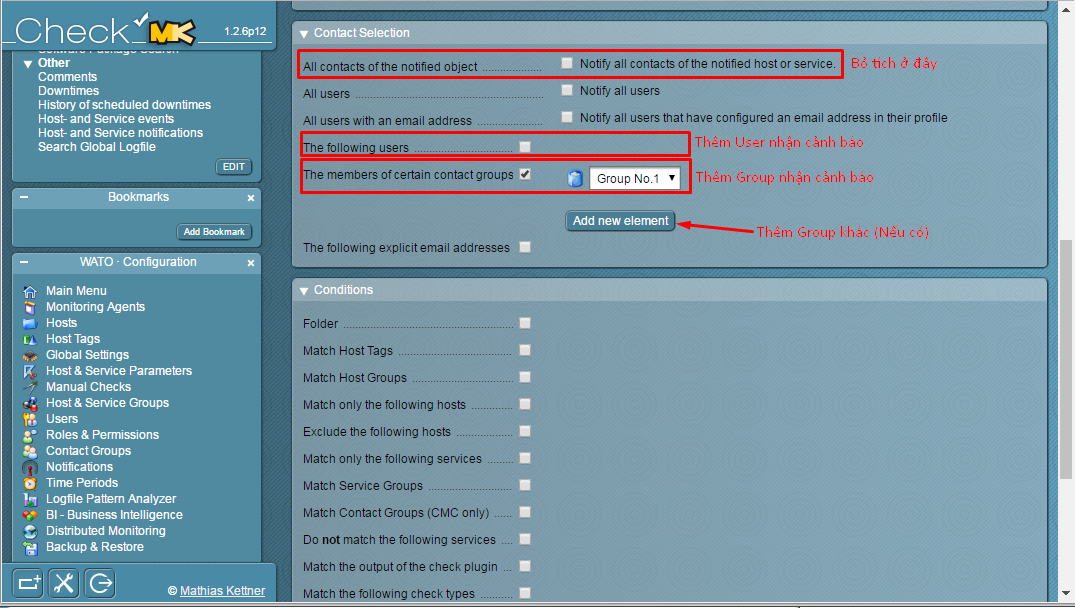 Check MK 1.2.6p12
Other
Comments
Downtimes
History of scheduled downtimes
Host- and Service events
Host- and Service notifications
Search Global Logfile
EDIT
Bookmarks
Add Bookmark
WATO · Configuration
Main Menu
Monitoring Agents
Hosts
Host Tags
Global Settings
Host & Service Parameters
Manual Checks
Host & Service Groups
Users
Roles & Permissions
Contact Groups
Notifications
Time Periods
Logfile Pattern Analyzer
BI - Business Intelligence
Distributed Monitoring
Backup & Restore
© Mathias Kettner
Contact Selection
All contacts of the notified object Notify all contacts of the notified host or service. Bỏ tích ở đây
All users Notify all users
All users with an email address Notify all users that have configured an email address in their profile
The following users Thêm User nhận cảnh báo
The members of certain contact groups Group No.1 Thêm Group nhận cảnh báo
Add new element Thêm Group khác (Nếu có)
The following explicit email addresses
Conditions
Folder
Match Host Tags
Match Host Groups
Match only the following hosts
Exclude the following hosts
Match only the following services
Match Service Groups
Match Contact Groups (CMC only)
Do not match the following services
Match the output of the check plugin
Match the following check types